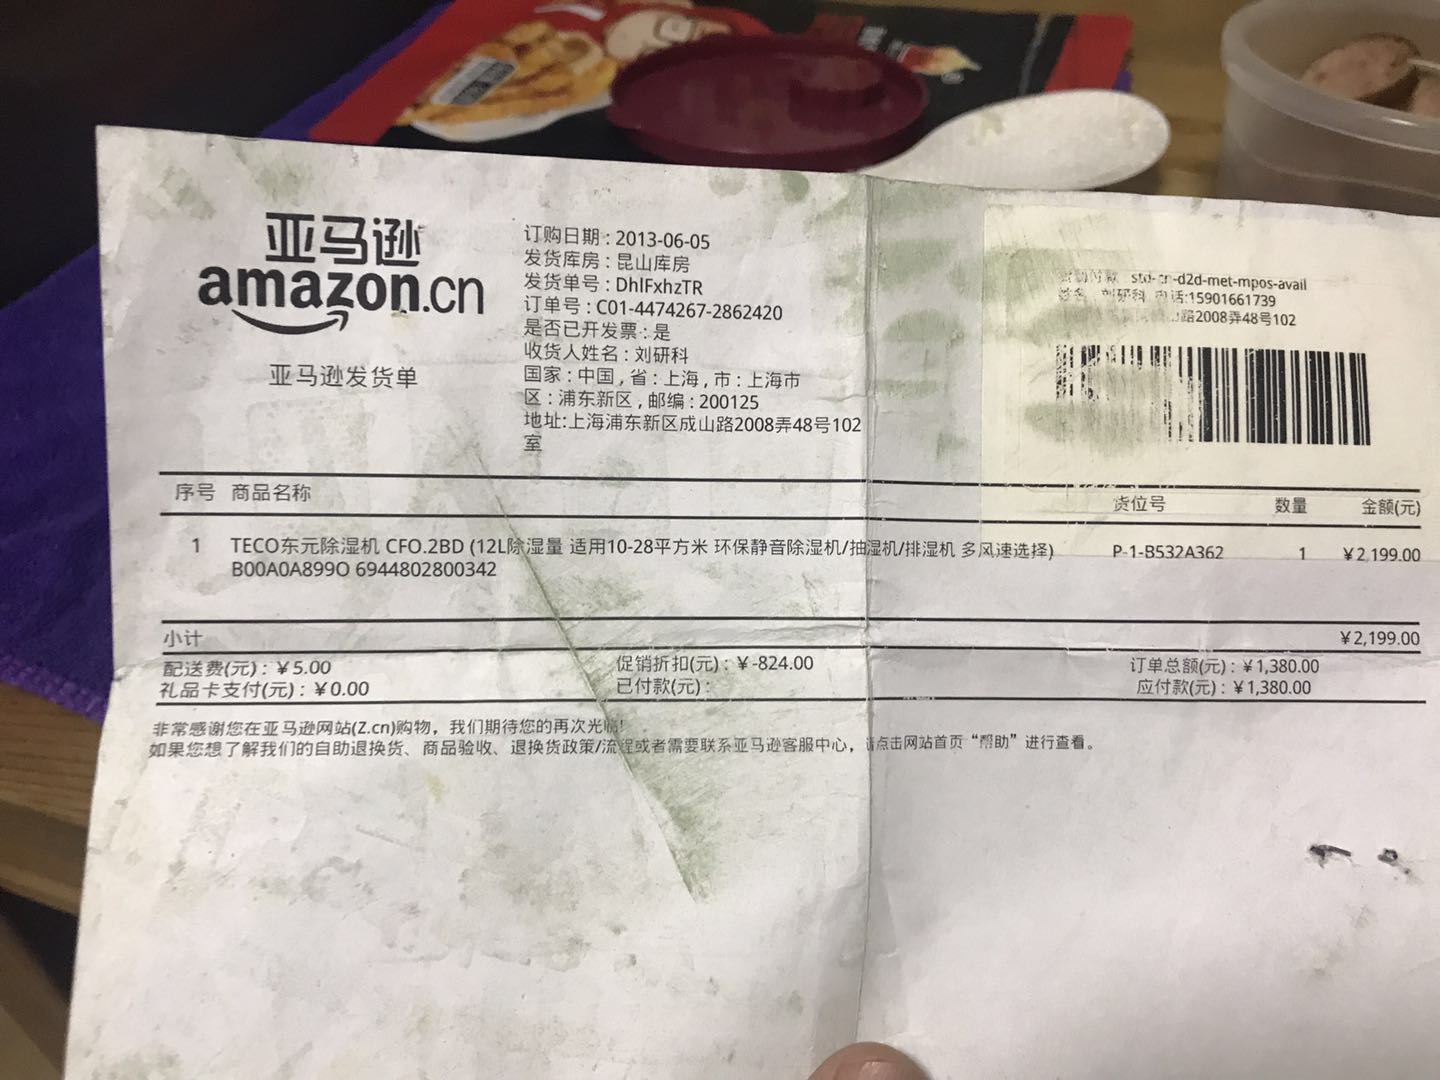 亚马逊
amazon.cn
亚马逊发货单
订购日期：2013-06-05
发货库房：昆山库房
发货单号：DhlFxhzTR
订单号：C01-4474267-2862420
是否已开发票：是
收货人姓名：刘研科
国家：中国，省：上海，市：上海市
区：浦东新区，邮编：200125
地址:上海浦东新区成山路2008弄48号102
室
货到付款 std-cn-d2d-met-mpos-avail
姓名 刘研科 电话:15901661739
路2008弄48号102
序号 商品名称 货位号 数量 金额(元)
1 TECO东元除湿机 CFO.2BD (12L除湿量 适用10-28平方米 环保静音除湿机/抽湿机/排湿机 多风速选择) P-1-B532A362 1 ¥2,199.00
B00A0A899O 6944802800342
小计 ¥2,199.00
配送费(元)：¥5.00 促销折扣(元)：¥-824.00 订单总额(元)：¥1,380.00
礼品卡支付(元)：¥0.00 已付款(元)： 应付款(元)：¥1,380.00
非常感谢您在亚马逊网站(Z.cn)购物，我们期待您的再次光临!
如果您想了解我们的自助退换货、商品验收、退换货政策/流程或者需要联系亚马逊客服中心，请点击网站首页“帮助”进行查看。